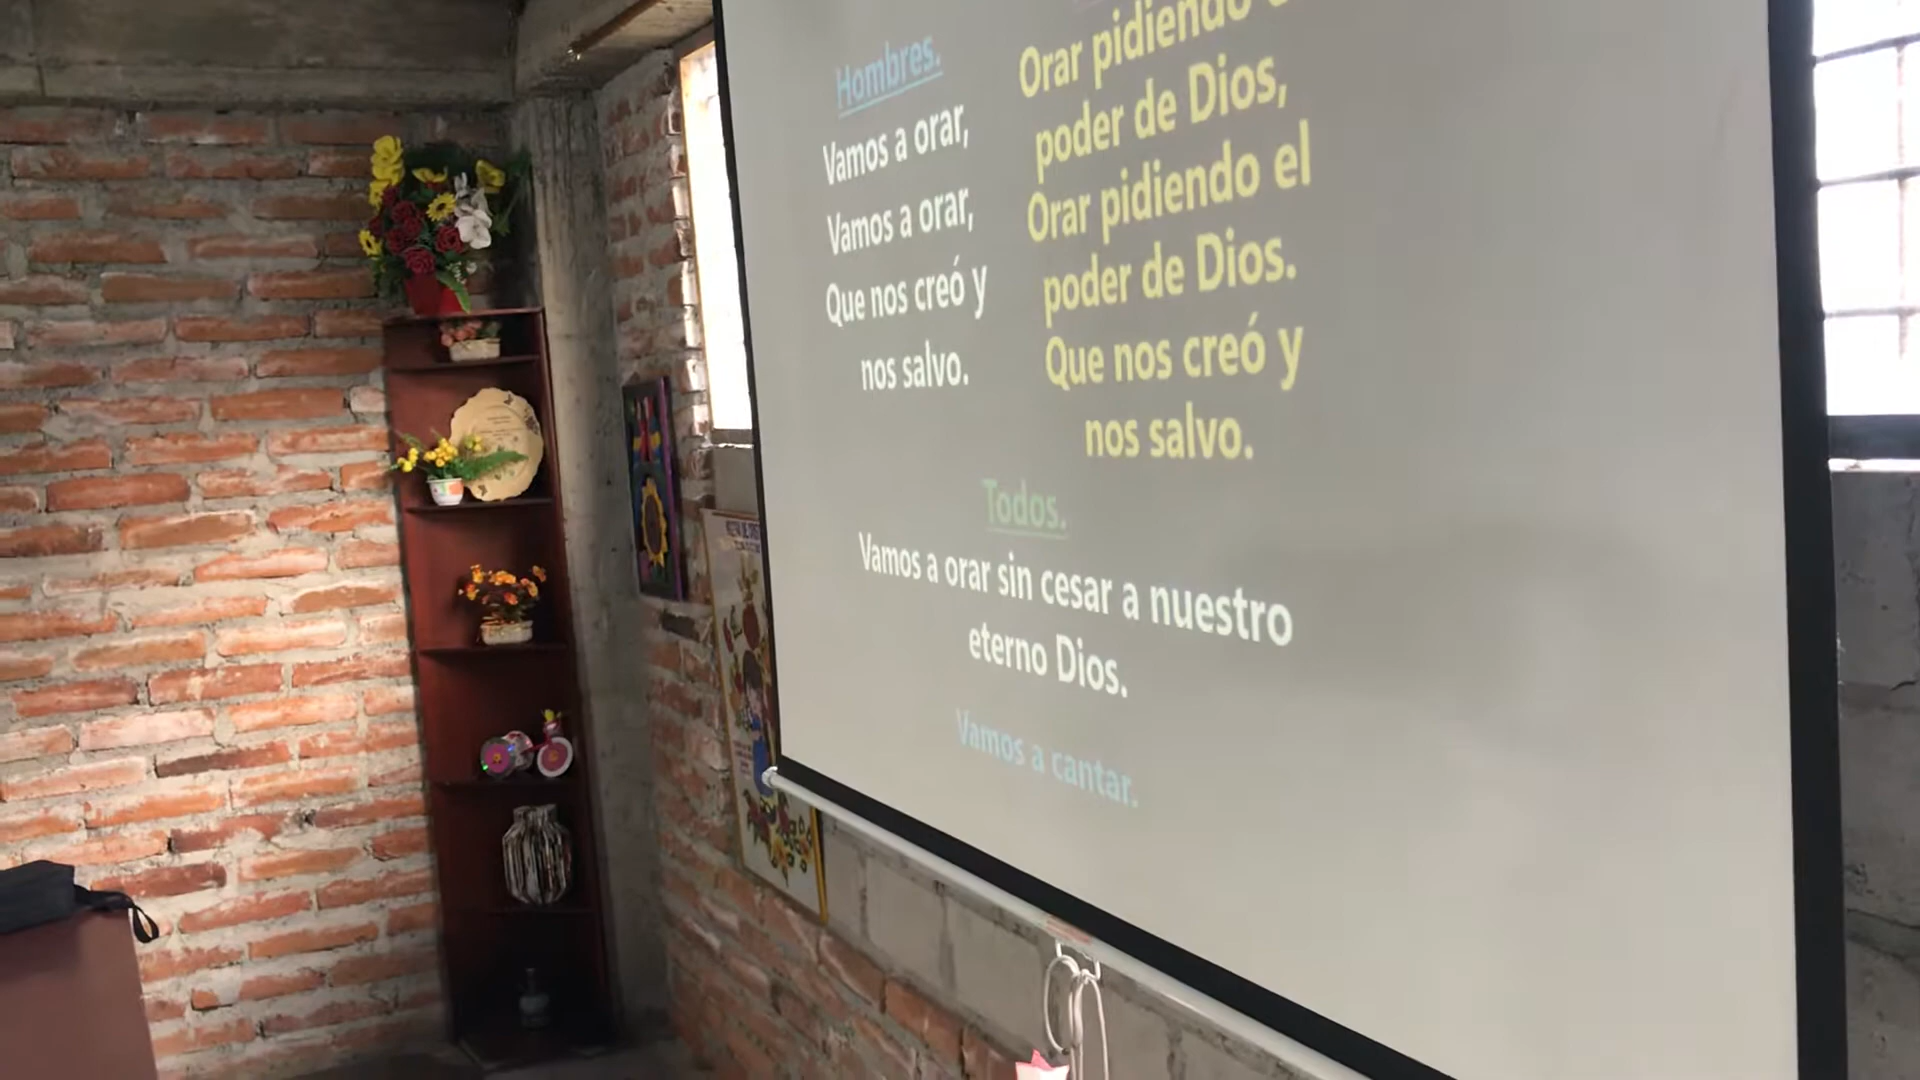 Hombres.
Vamos a orar,
Vamos a orar,
Que nos creó y
nos salvo.
Orar pidiendo
poder de Dios,
Orar pidiendo el
poder de Dios.
Que nos creó y
nos salvo.
Todos.
Vamos a orar sin cesar a nuestro
eterno Dios.
Vamos a cantar.